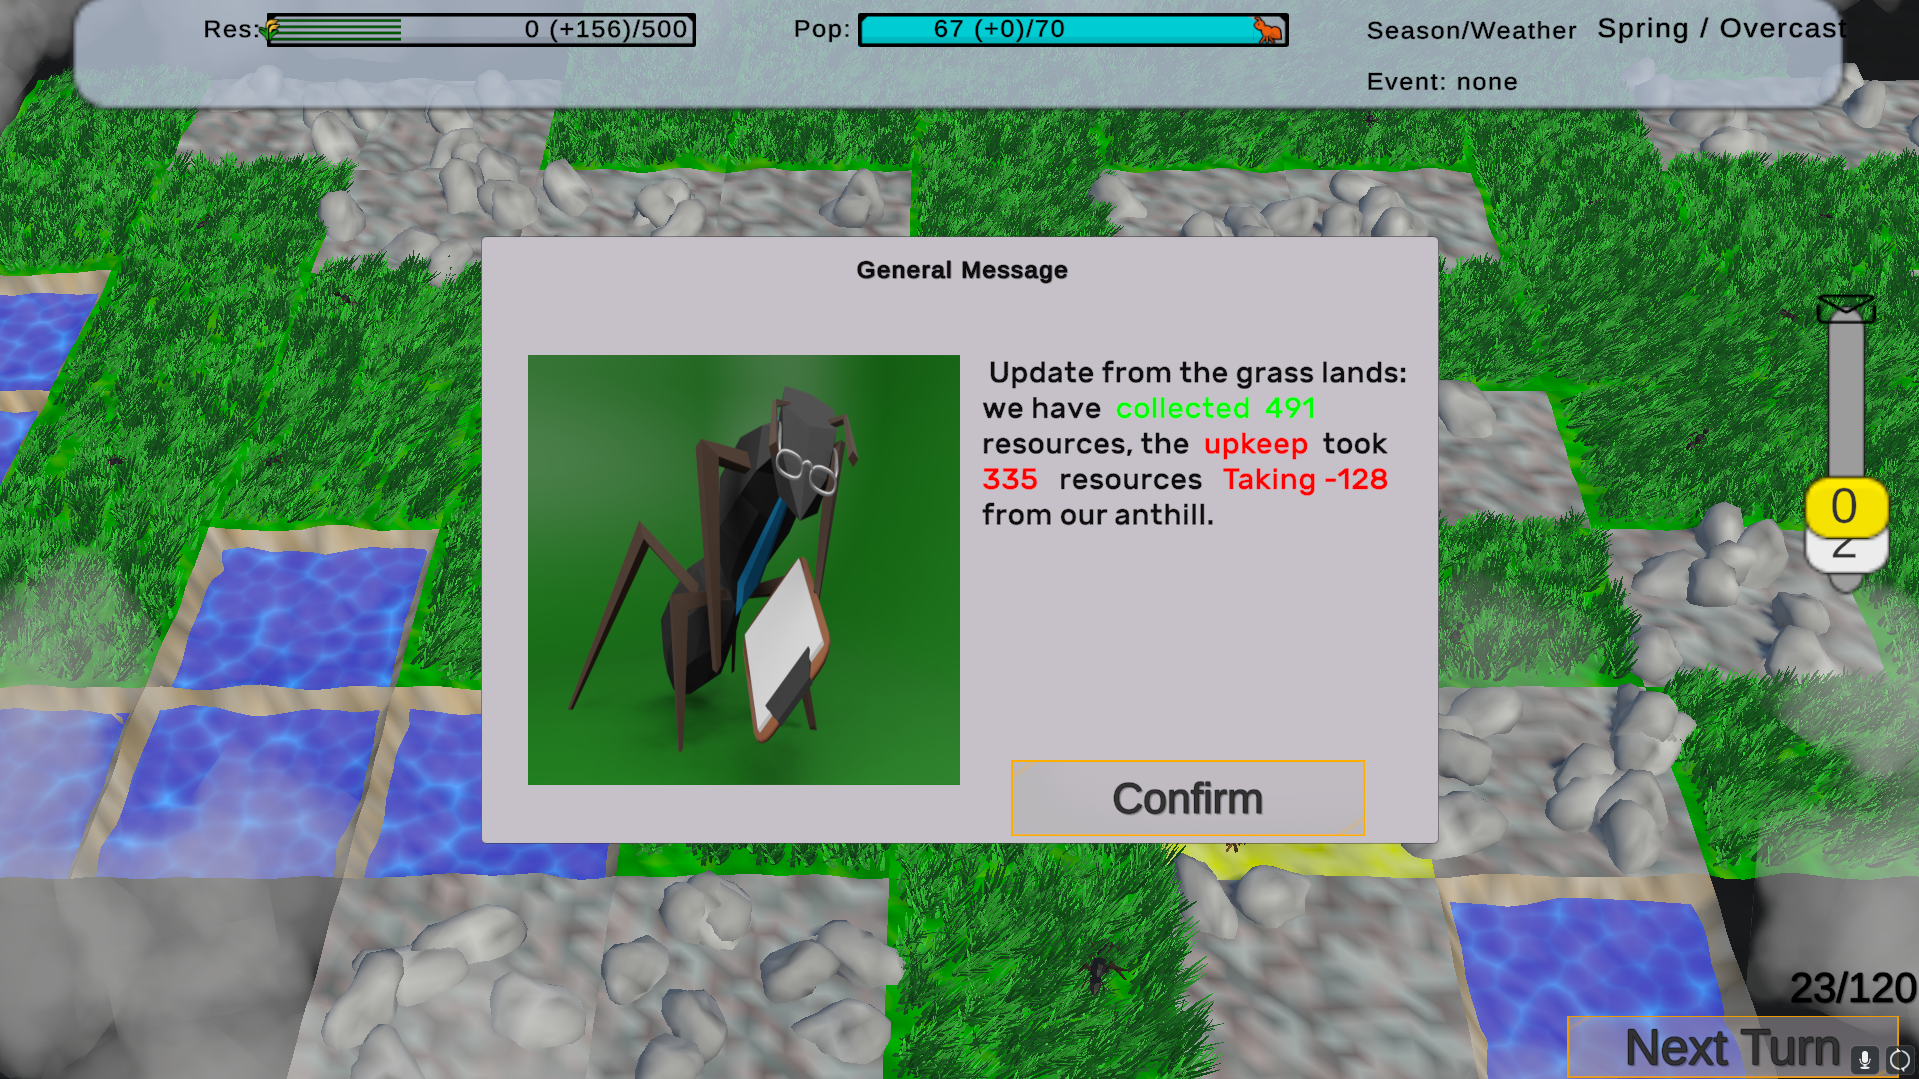 Res: 0 (+156)/500 Pop: 67 (+0)/70 Season/Weather Spring / Overcast
Event: none
General Message
Update from the grass lands:
we have collected 491
resources, the upkeep took
335 resources Taking -128
from our anthill.
Confirm
0
2
23/120
Next Turn